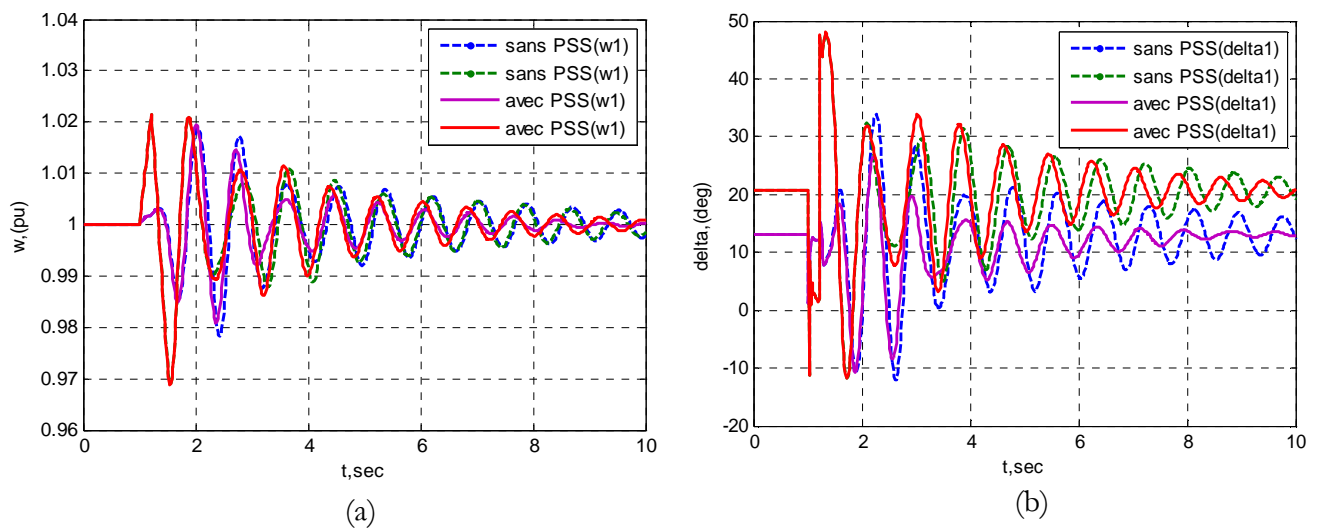 1.04
1.03
1.02
1.01
1
0.99
0.98
0.97
0.96
w,(pu)
0
2
4
6
8
10
t,sec
sans PSS(w1)
sans PSS(w1)
avec PSS(w1)
avec PSS(w1)
(a)
50
40
30
20
10
0
-10
-20
delta,(deg)
0
2
4
6
8
10
t,sec
sans PSS(delta1)
sans PSS(delta1)
avec PSS(delta1)
avec PSS(delta1)
(b)